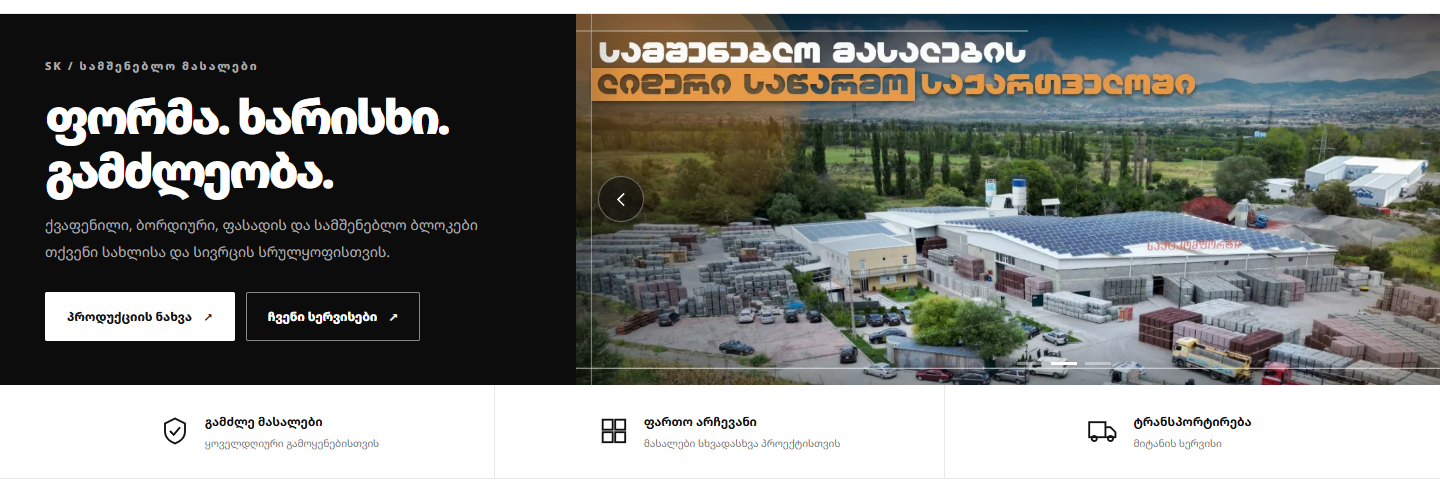 SK / სამშენებლო მასალები
ფორმა. ხარისხი.
გამძლეობა.
ქვაფენილი, ბორდიური, ფასადის და სამშენებლო ბლოკები
თქვენი სახლისა და სივრცის სრულყოფისთვის.
პროდუქციის ნახვა ↗
ჩვენი სერვისები ↗
სამშენებლო მასალების
ლიდერი საწარმო საქართველოში
გამძლე მასალები
ყოველდღიური გამოყენებისთვის
ფართო არჩევანი
მასალები სხვადასხვა პროექტისთვის
ტრანსპორტირება
მიტანის სერვისი